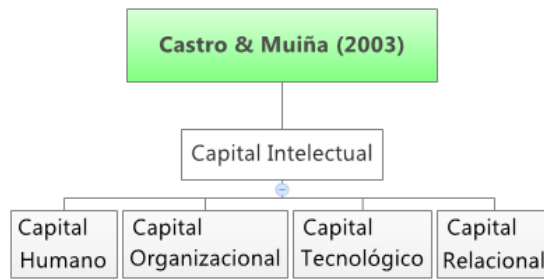 Castro & Muiña (2003)
Capital Intelectual
Capital
Humano
Capital
Organizacional
Capital
Tecnológico
Capital
Relacional